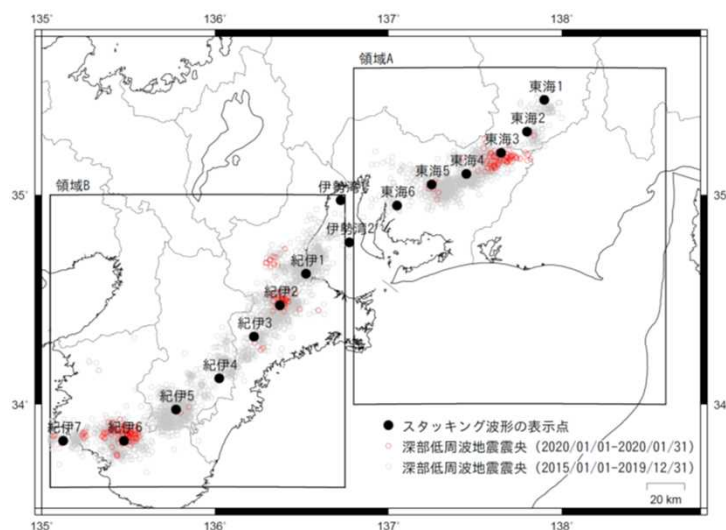 135° 136° 137° 138°
領域A
東海1
東海2
東海3
東海4
東海5
東海6
35° 35°
領域B
伊勢湾1
伊勢湾2
紀伊1
紀伊2
紀伊3
紀伊4
紀伊5
紀伊6
紀伊7
34° 34°
スタッキング波形の表示点
深部低周波地震震央（2020/01/01-2020/01/31）
深部低周波地震震央（2015/01/01-2019/12/31）
20 km
135° 136° 137° 138°